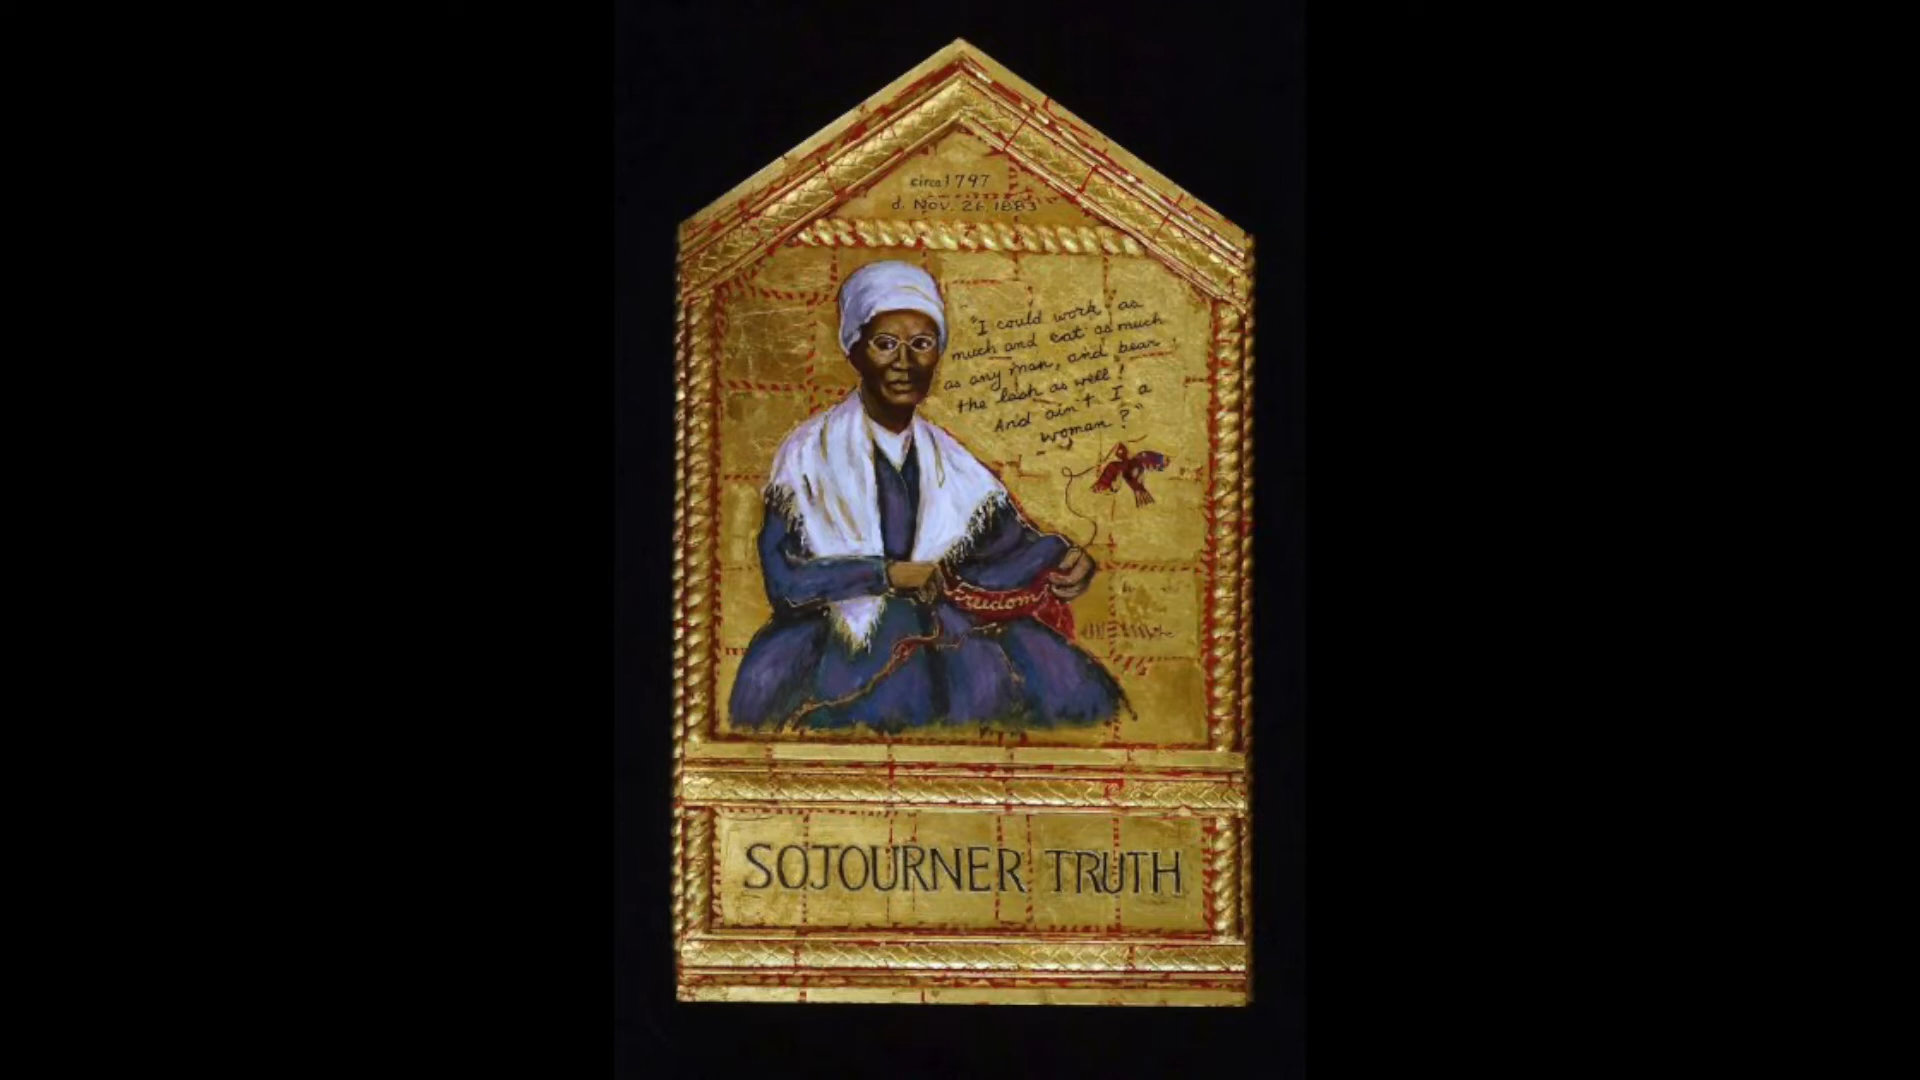 circa 1797
d. Nov. 26, 1883
"I could work as
much and eat as much
as any man, and bear
the lash as well!
And ain't I a
woman?"
Freedom
SOJOURNER TRUTH